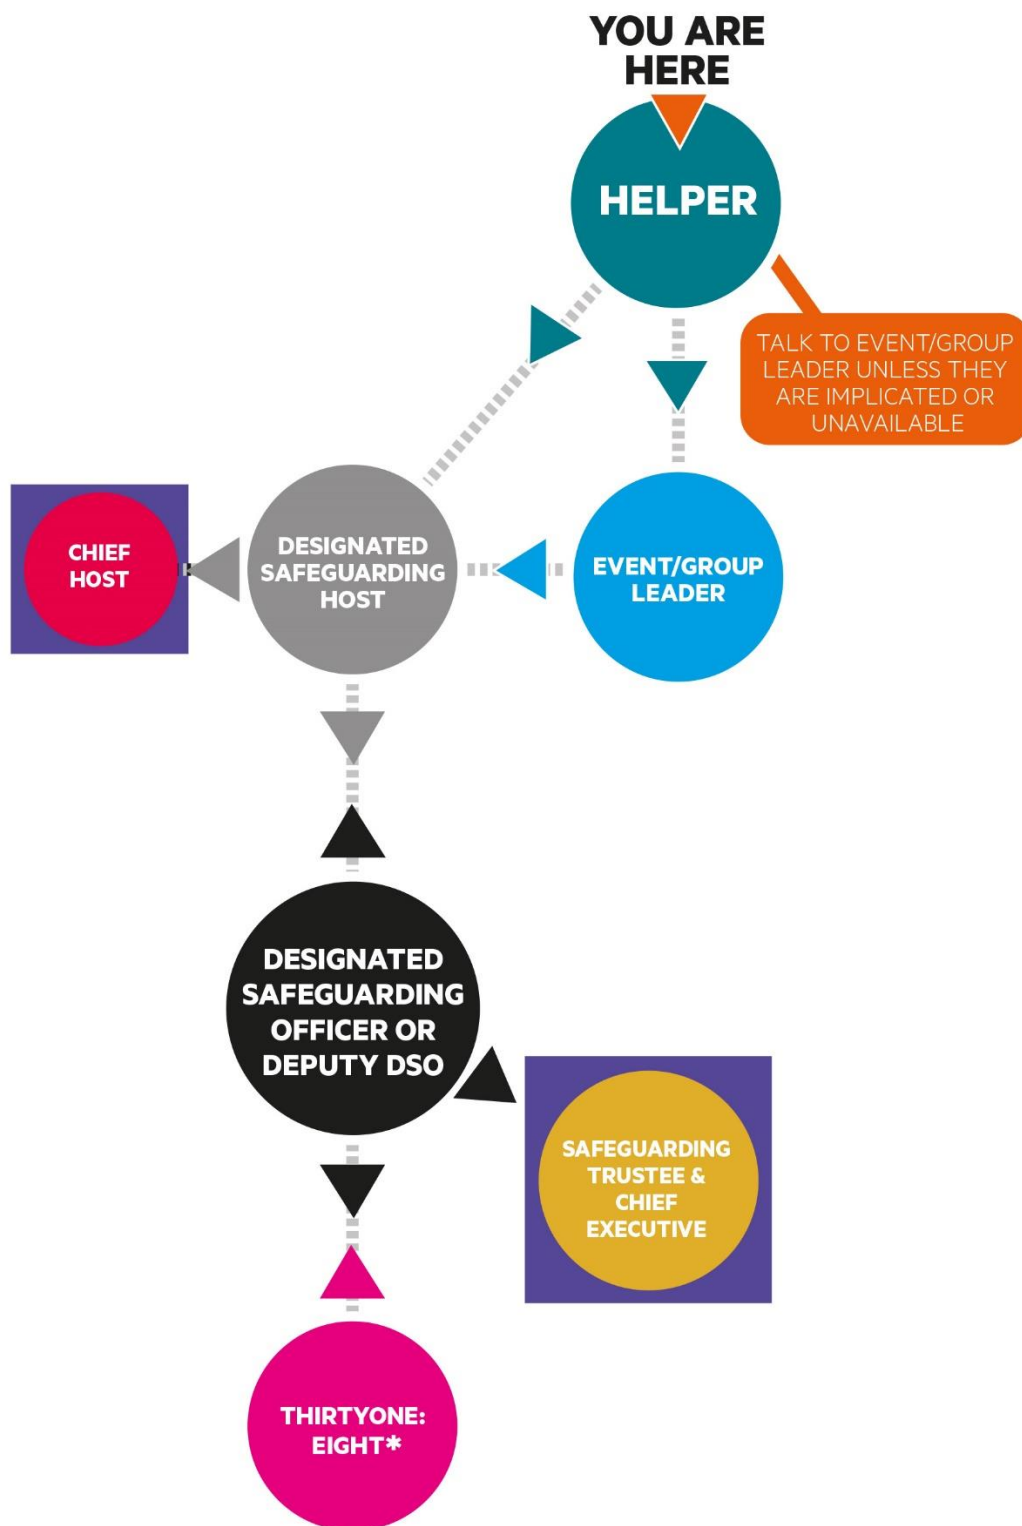 YOU ARE
HERE
HELPER
TALK TO EVENT/GROUP
LEADER UNLESS THEY
ARE IMPLICATED OR
UNAVAILABLE
CHIEF
HOST
DESIGNATED
SAFEGUARDING
HOST
EVENT/GROUP
LEADER
DESIGNATED
SAFEGUARDING
OFFICER OR
DEPUTY DSO
SAFEGUARDING
TRUSTEE &
CHIEF
EXECUTIVE
THIRTYONE:
EIGHT*